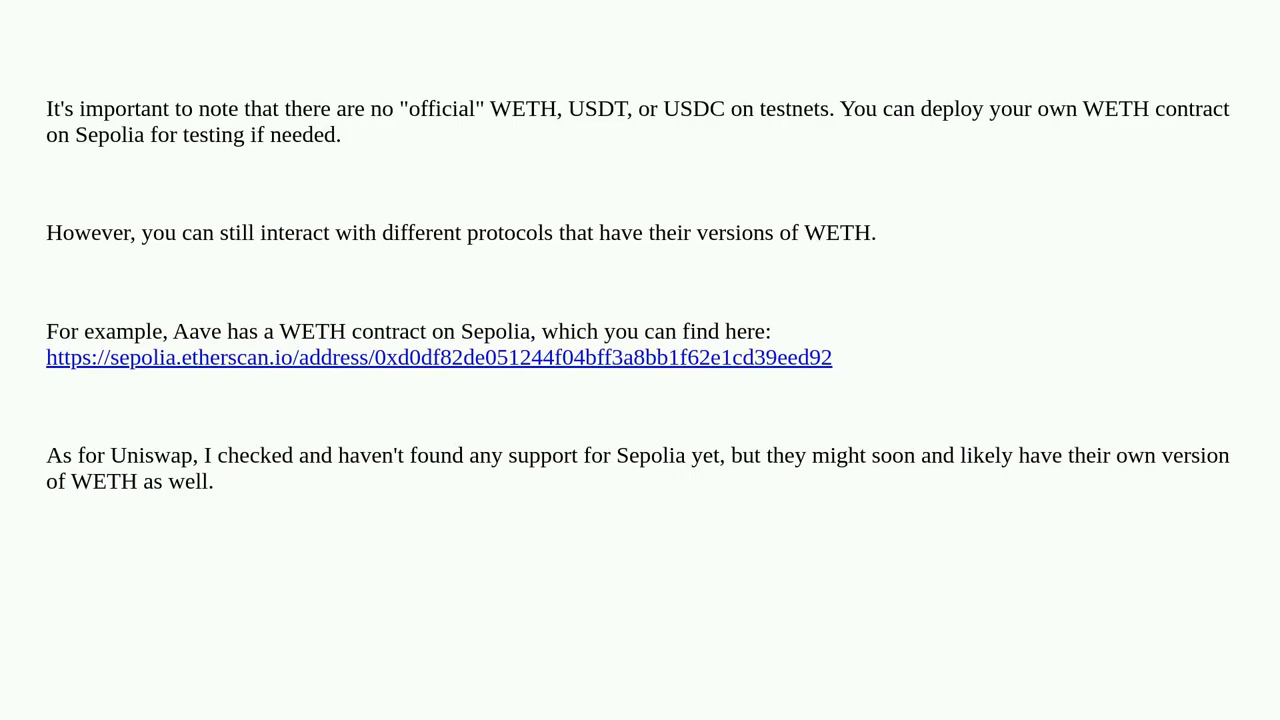 It's important to note that there are no "official" WETH, USDT, or USDC on testnets. You can deploy your own WETH contract
on Sepolia for testing if needed.
However, you can still interact with different protocols that have their versions of WETH.
For example, Aave has a WETH contract on Sepolia, which you can find here:
https://sepolia.etherscan.io/address/0xd0df82de051244f04bff3a8bb1f62e1cd39eed92
As for Uniswap, I checked and haven't found any support for Sepolia yet, but they might soon and likely have their own version
of WETH as well.